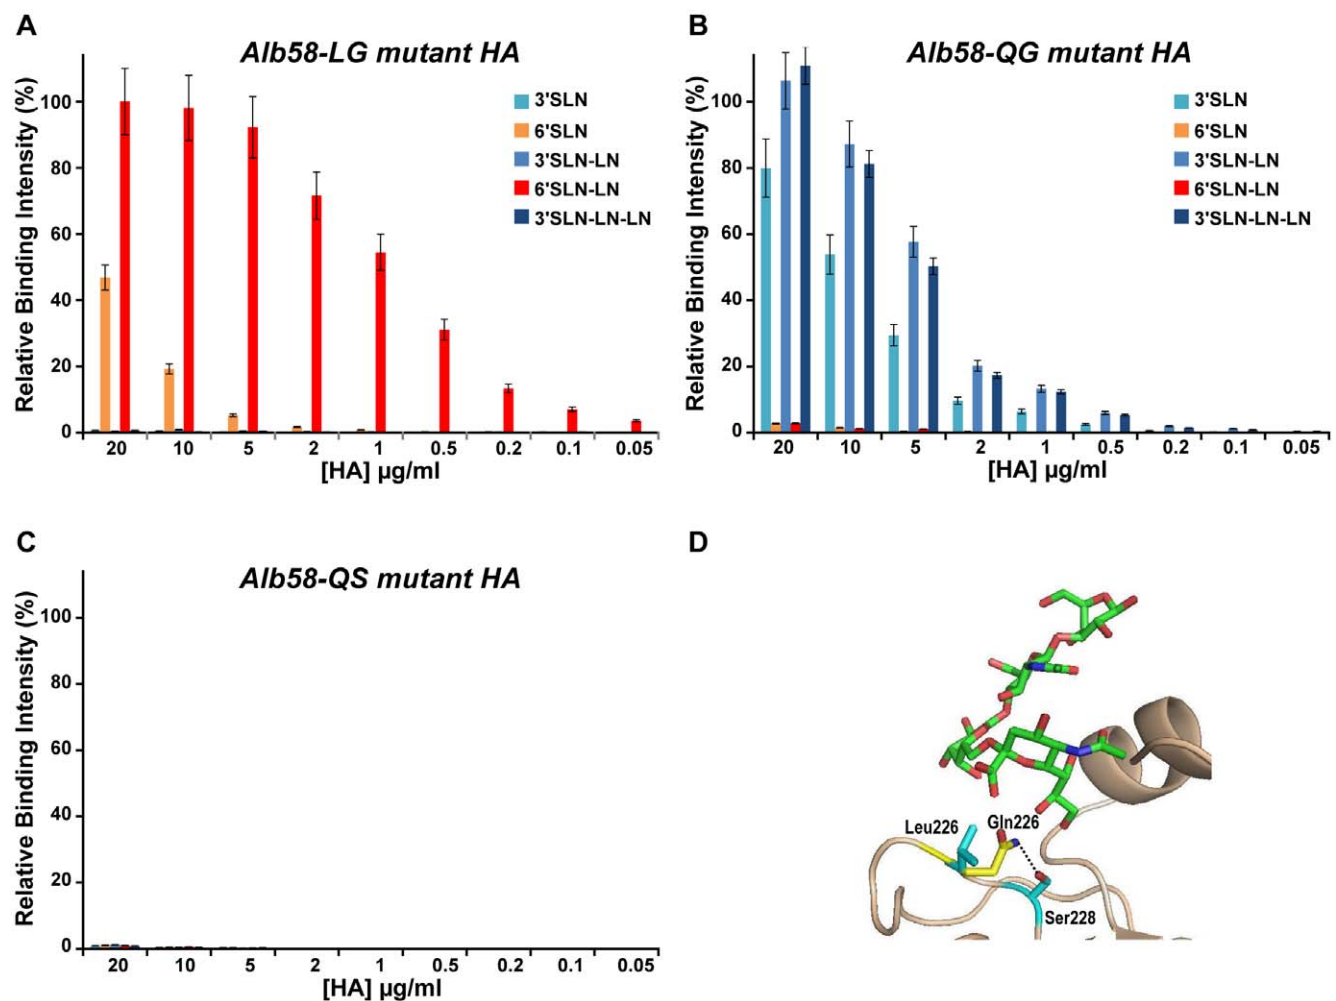 A
Alb58-LG mutant HA
Relative Binding Intensity (%)
100
80
60
40
20
0
3'SLN
6'SLN
3'SLN-LN
6'SLN-LN
3'SLN-LN-LN
20 10 5 2 1 0.5 0.2 0.1 0.05
[HA] µg/ml
B
Alb58-QG mutant HA
Relative Binding Intensity (%)
100
80
60
40
20
0
3'SLN
6'SLN
3'SLN-LN
6'SLN-LN
3'SLN-LN-LN
20 10 5 2 1 0.5 0.2 0.1 0.05
[HA] µg/ml
C
Alb58-QS mutant HA
Relative Binding Intensity (%)
100
80
60
40
20
0
20 10 5 2 1 0.5 0.2 0.1 0.05
[HA] µg/ml
D
Leu226 Gln226
Ser228